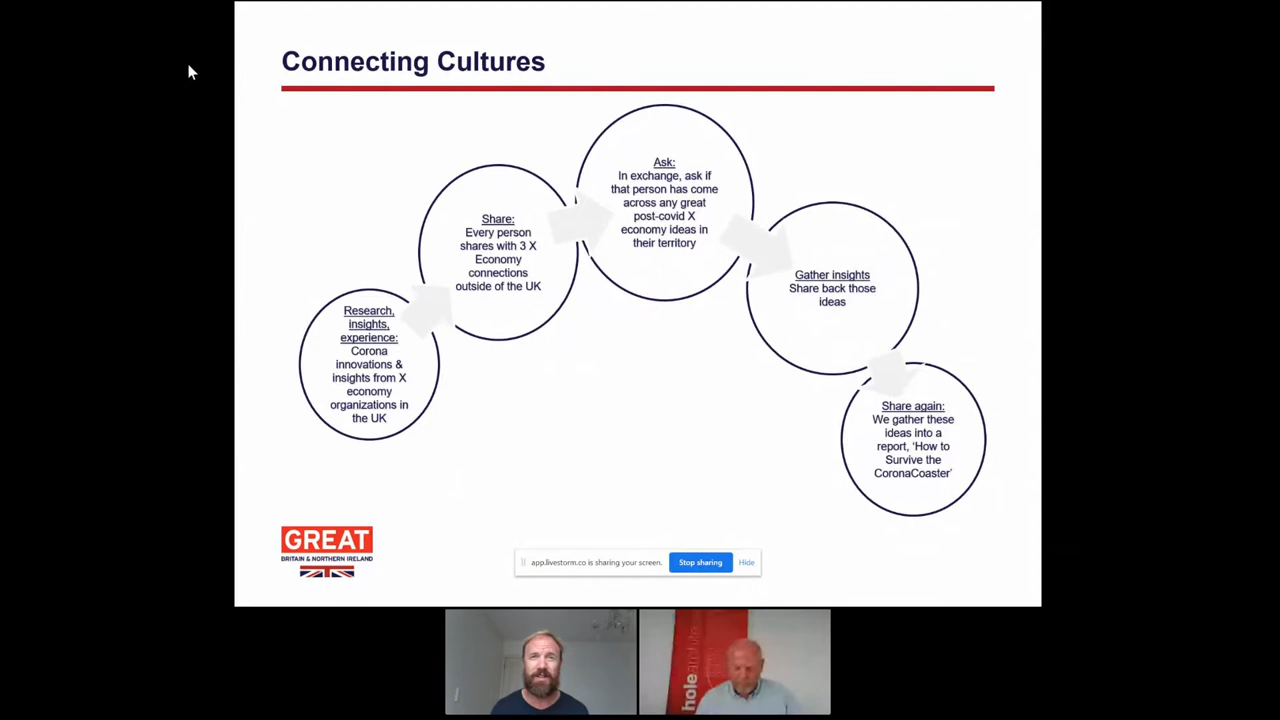 Connecting Cultures
Research,
insights,
experience:
Corona
innovations &
insights from X
economy
organizations in
the UK
Share:
Every person
shares with 3 X
Economy
connections
outside of the UK
Ask:
In exchange, ask if
that person has come
across any great
post-covid X
economy ideas in
their territory
Gather insights
Share back those
ideas
Share again:
We gather these
ideas into a
report, 'How to
Survive the
CoronaCoaster'
GREAT
BRITAIN & NORTHERN IRELAND
app.livestorm.co is sharing your screen.
Stop sharing
Hide